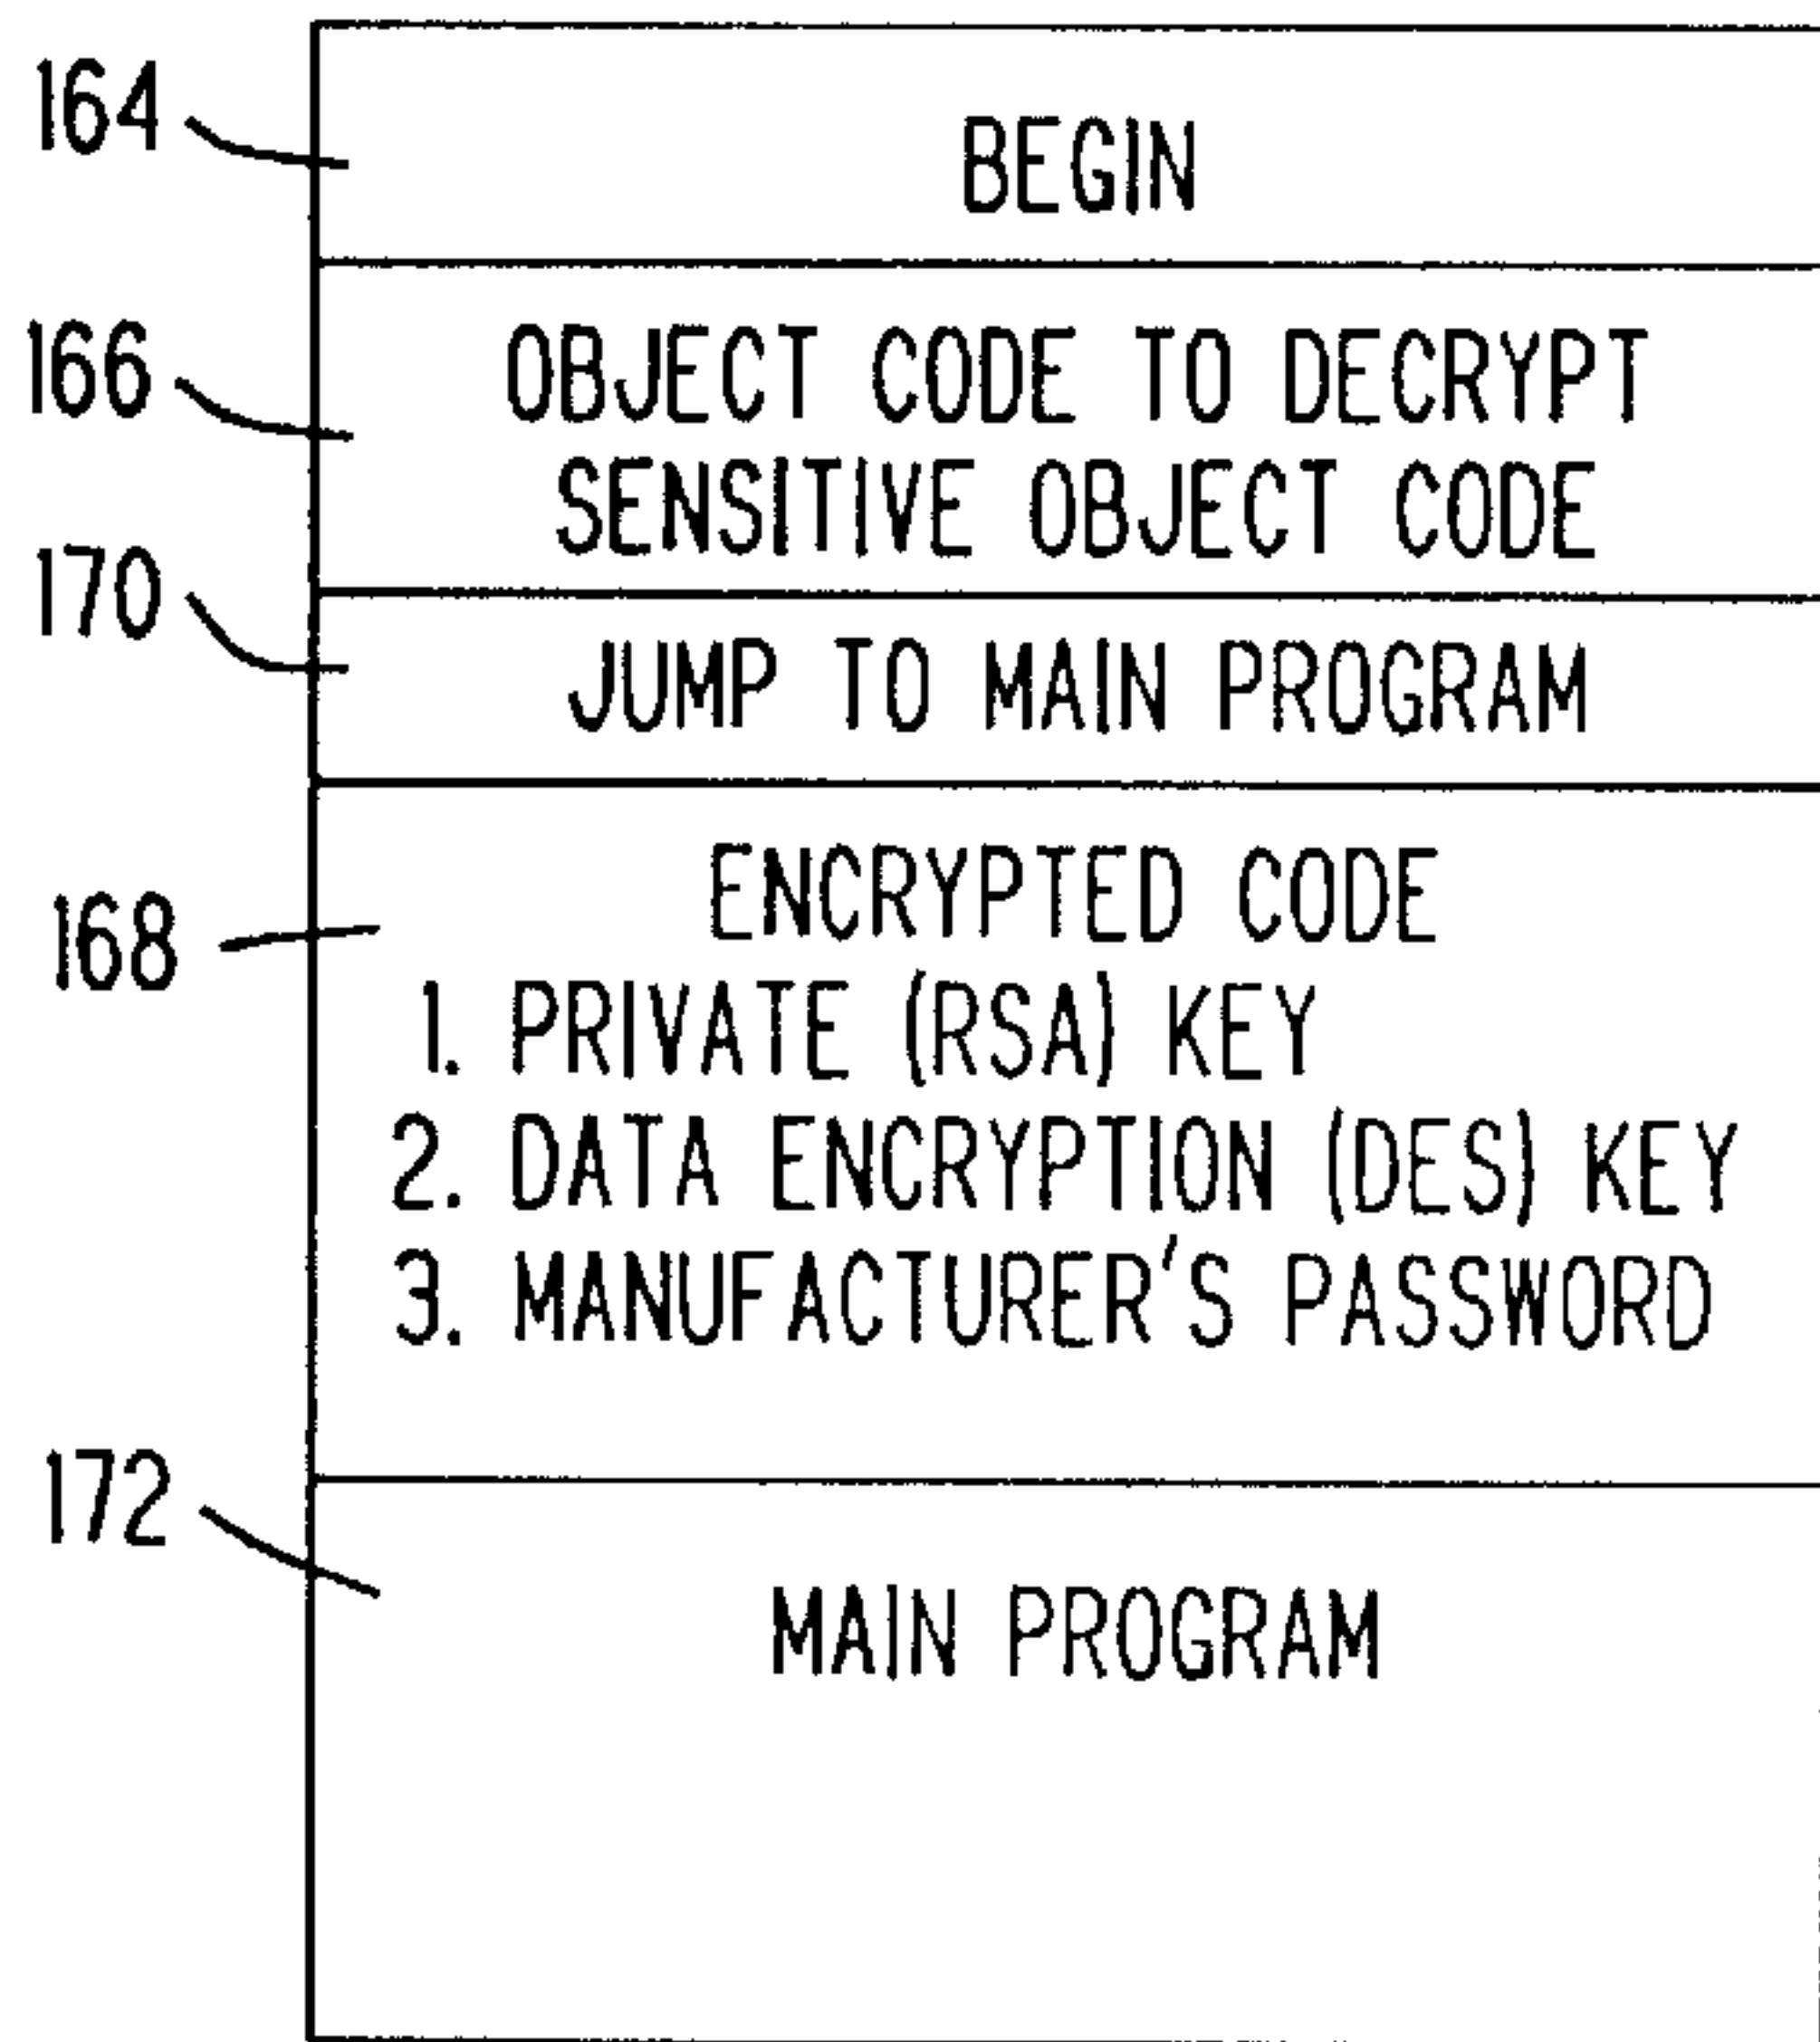 164
BEGIN
166
OBJECT CODE TO DECRYPT
SENSITIVE OBJECT CODE
170
JUMP TO MAIN PROGRAM
168
ENCRYPTED CODE
1. PRIVATE (RSA) KEY
2. DATA ENCRYPTION (DES) KEY
3. MANUFACTURER'S PASSWORD
172
MAIN PROGRAM